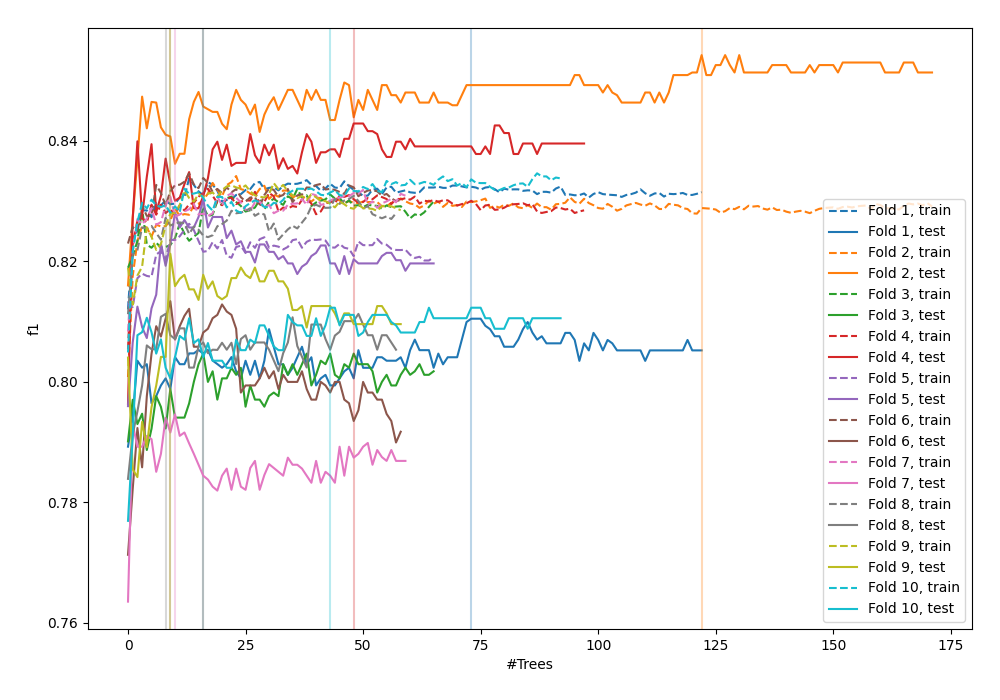 f1
0.84
0.82
0.80
0.78
0.76
0
25
50
75
100
125
150
175
#Trees
Fold 1, train
Fold 1, test
Fold 2, train
Fold 2, test
Fold 3, train
Fold 3, test
Fold 4, train
Fold 4, test
Fold 5, train
Fold 5, test
Fold 6, train
Fold 6, test
Fold 7, train
Fold 7, test
Fold 8, train
Fold 8, test
Fold 9, train
Fold 9, test
Fold 10, train
Fold 10, test